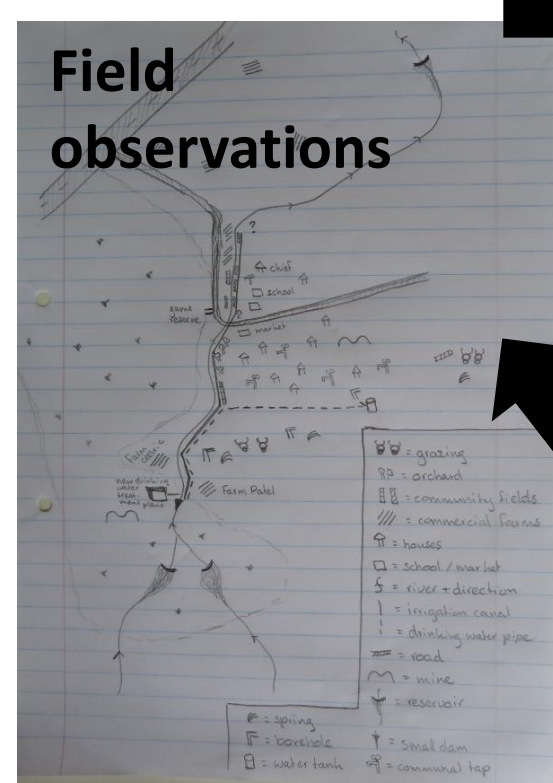 Field
observations
?
chief
school
game
reserve
market
Farm
new drinking
water
treat-
ment plant
Farm Patel
= grazing
= orchard
= community fields
= commercial farms
= houses
= school / market
= river + direction
= irrigation canal
= drinking water pipe
= road
= mine
= reservoir
= spring
= borehole
= water tank
= small dam
= communal tap